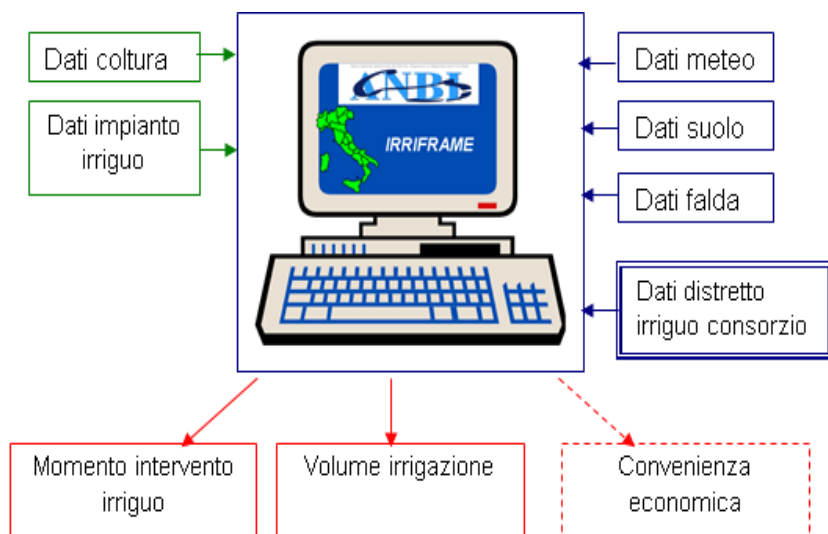 Dati coltura
Dati impianto
irriguo
ANBI
IRRIFRAME
Dati meteo
Dati suolo
Dati falda
Dati distretto
irriguo consorzio
Momento intervento
irriguo
Volume irrigazione
Convenienza
economica